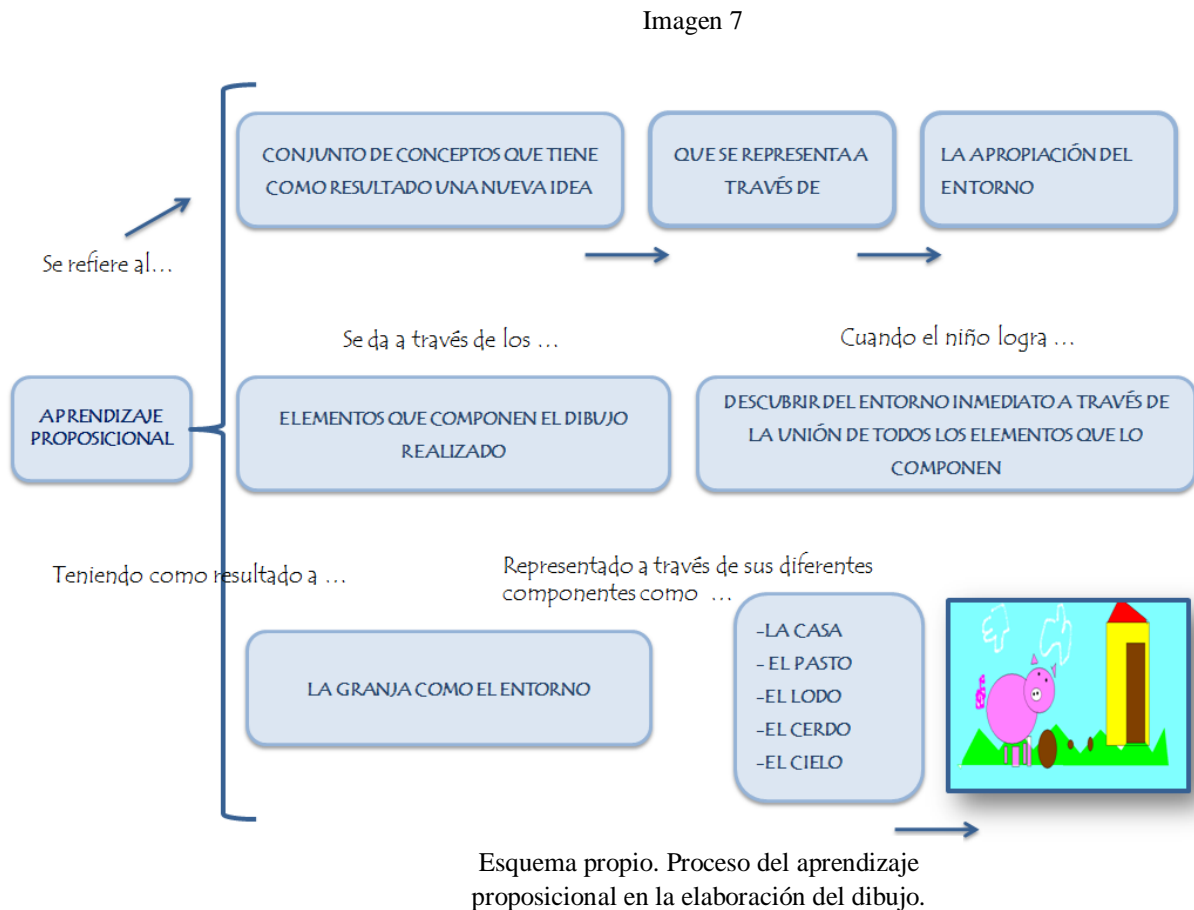 Imagen 7
CONJUNTO DE CONCEPTOS QUE TIENE
COMO RESULTADO UNA NUEVA IDEA
QUE SE REPRESENTA A
TRAVÉS DE
LA APROPIACIÓN DEL
ENTORNO
Se refiere al...
Se da a través de los ...
Cuando el niño logra ...
APRENDIZAJE
PROPOSICIONAL
ELEMENTOS QUE COMPONEN EL DIBUJO
REALIZADO
DESCUBRIR DEL ENTORNO INMEDIATO A TRAVÉS DE
LA UNIÓN DE TODOS LOS ELEMENTOS QUE LO
COMPONEN
Teniendo como resultado a ...
Representado a través de sus diferentes
componentes como ...
LA GRANJA COMO EL ENTORNO
-LA CASA
- EL PASTO
-EL LODO
-EL CERDO
-EL CIELO
Esquema propio. Proceso del aprendizaje
proposicional en la elaboración del dibujo.